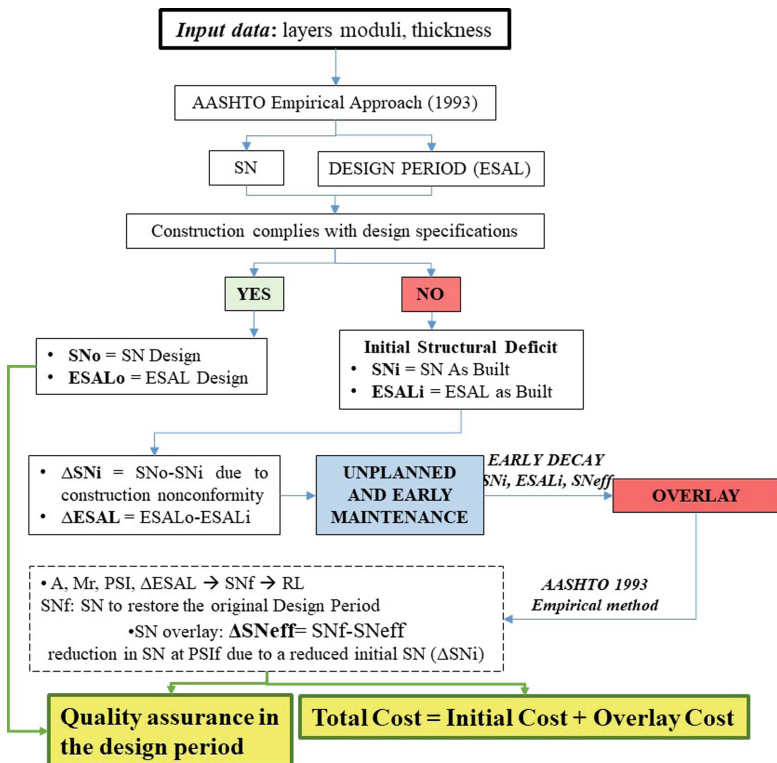 Input data: layers moduli, thickness
AASHTO Empirical Approach (1993)
SN
DESIGN PERIOD (ESAL)
Construction complies with design specifications
YES
NO
• SNo = SN Design
• ESALo = ESAL Design
Initial Structural Deficit
• SNi = SN As Built
• ESALi = ESAL as Built
• ΔSNi = SNo-SNi due to
construction nonconformity
• ΔESAL = ESALo-ESALi
UNPLANNED
AND EARLY
MAINTENANCE
EARLY DECAY
SNi, ESALi, SNeff
OVERLAY
AASHTO 1993
Empirical method
• A, Mr, PSI, ΔESAL → SNf → RL
SNf: SN to restore the original Design Period
•SN overlay: ΔSNeff= SNf-SNeff
reduction in SN at PSIf due to a reduced initial SN (ΔSNi)
Quality assurance in
the design period
Total Cost = Initial Cost + Overlay Cost